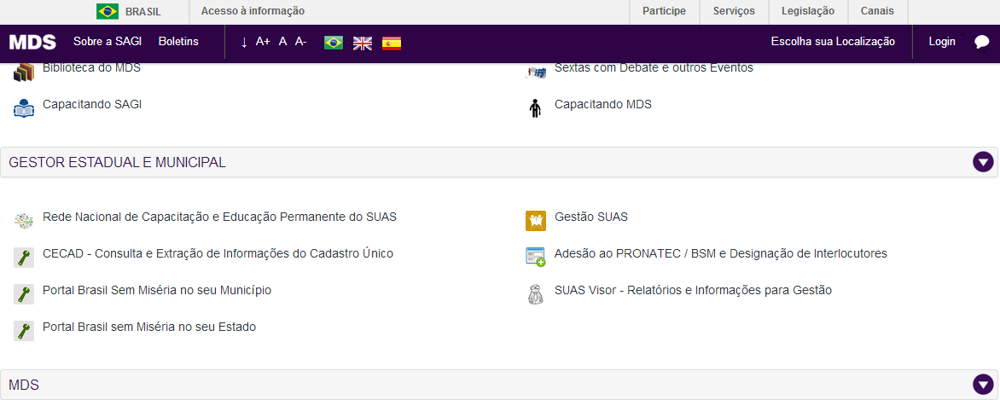 BRASIL Acesso à informação Participe Serviços Legislação Canais
MDS Sobre a SAGI Boletins ↓ A+ A A- Escolha sua Localização Login
Biblioteca do MDS Sextas com Debate e outros Eventos
Capacitando SAGI Capacitando MDS
GESTOR ESTADUAL E MUNICIPAL
Rede Nacional de Capacitação e Educação Permanente do SUAS Gestão SUAS
CECAD - Consulta e Extração de Informações do Cadastro Único Adesão ao PRONATEC / BSM e Designação de Interlocutores
Portal Brasil Sem Miséria no seu Município SUAS Visor - Relatórios e Informações para Gestão
Portal Brasil sem Miséria no seu Estado
MDS